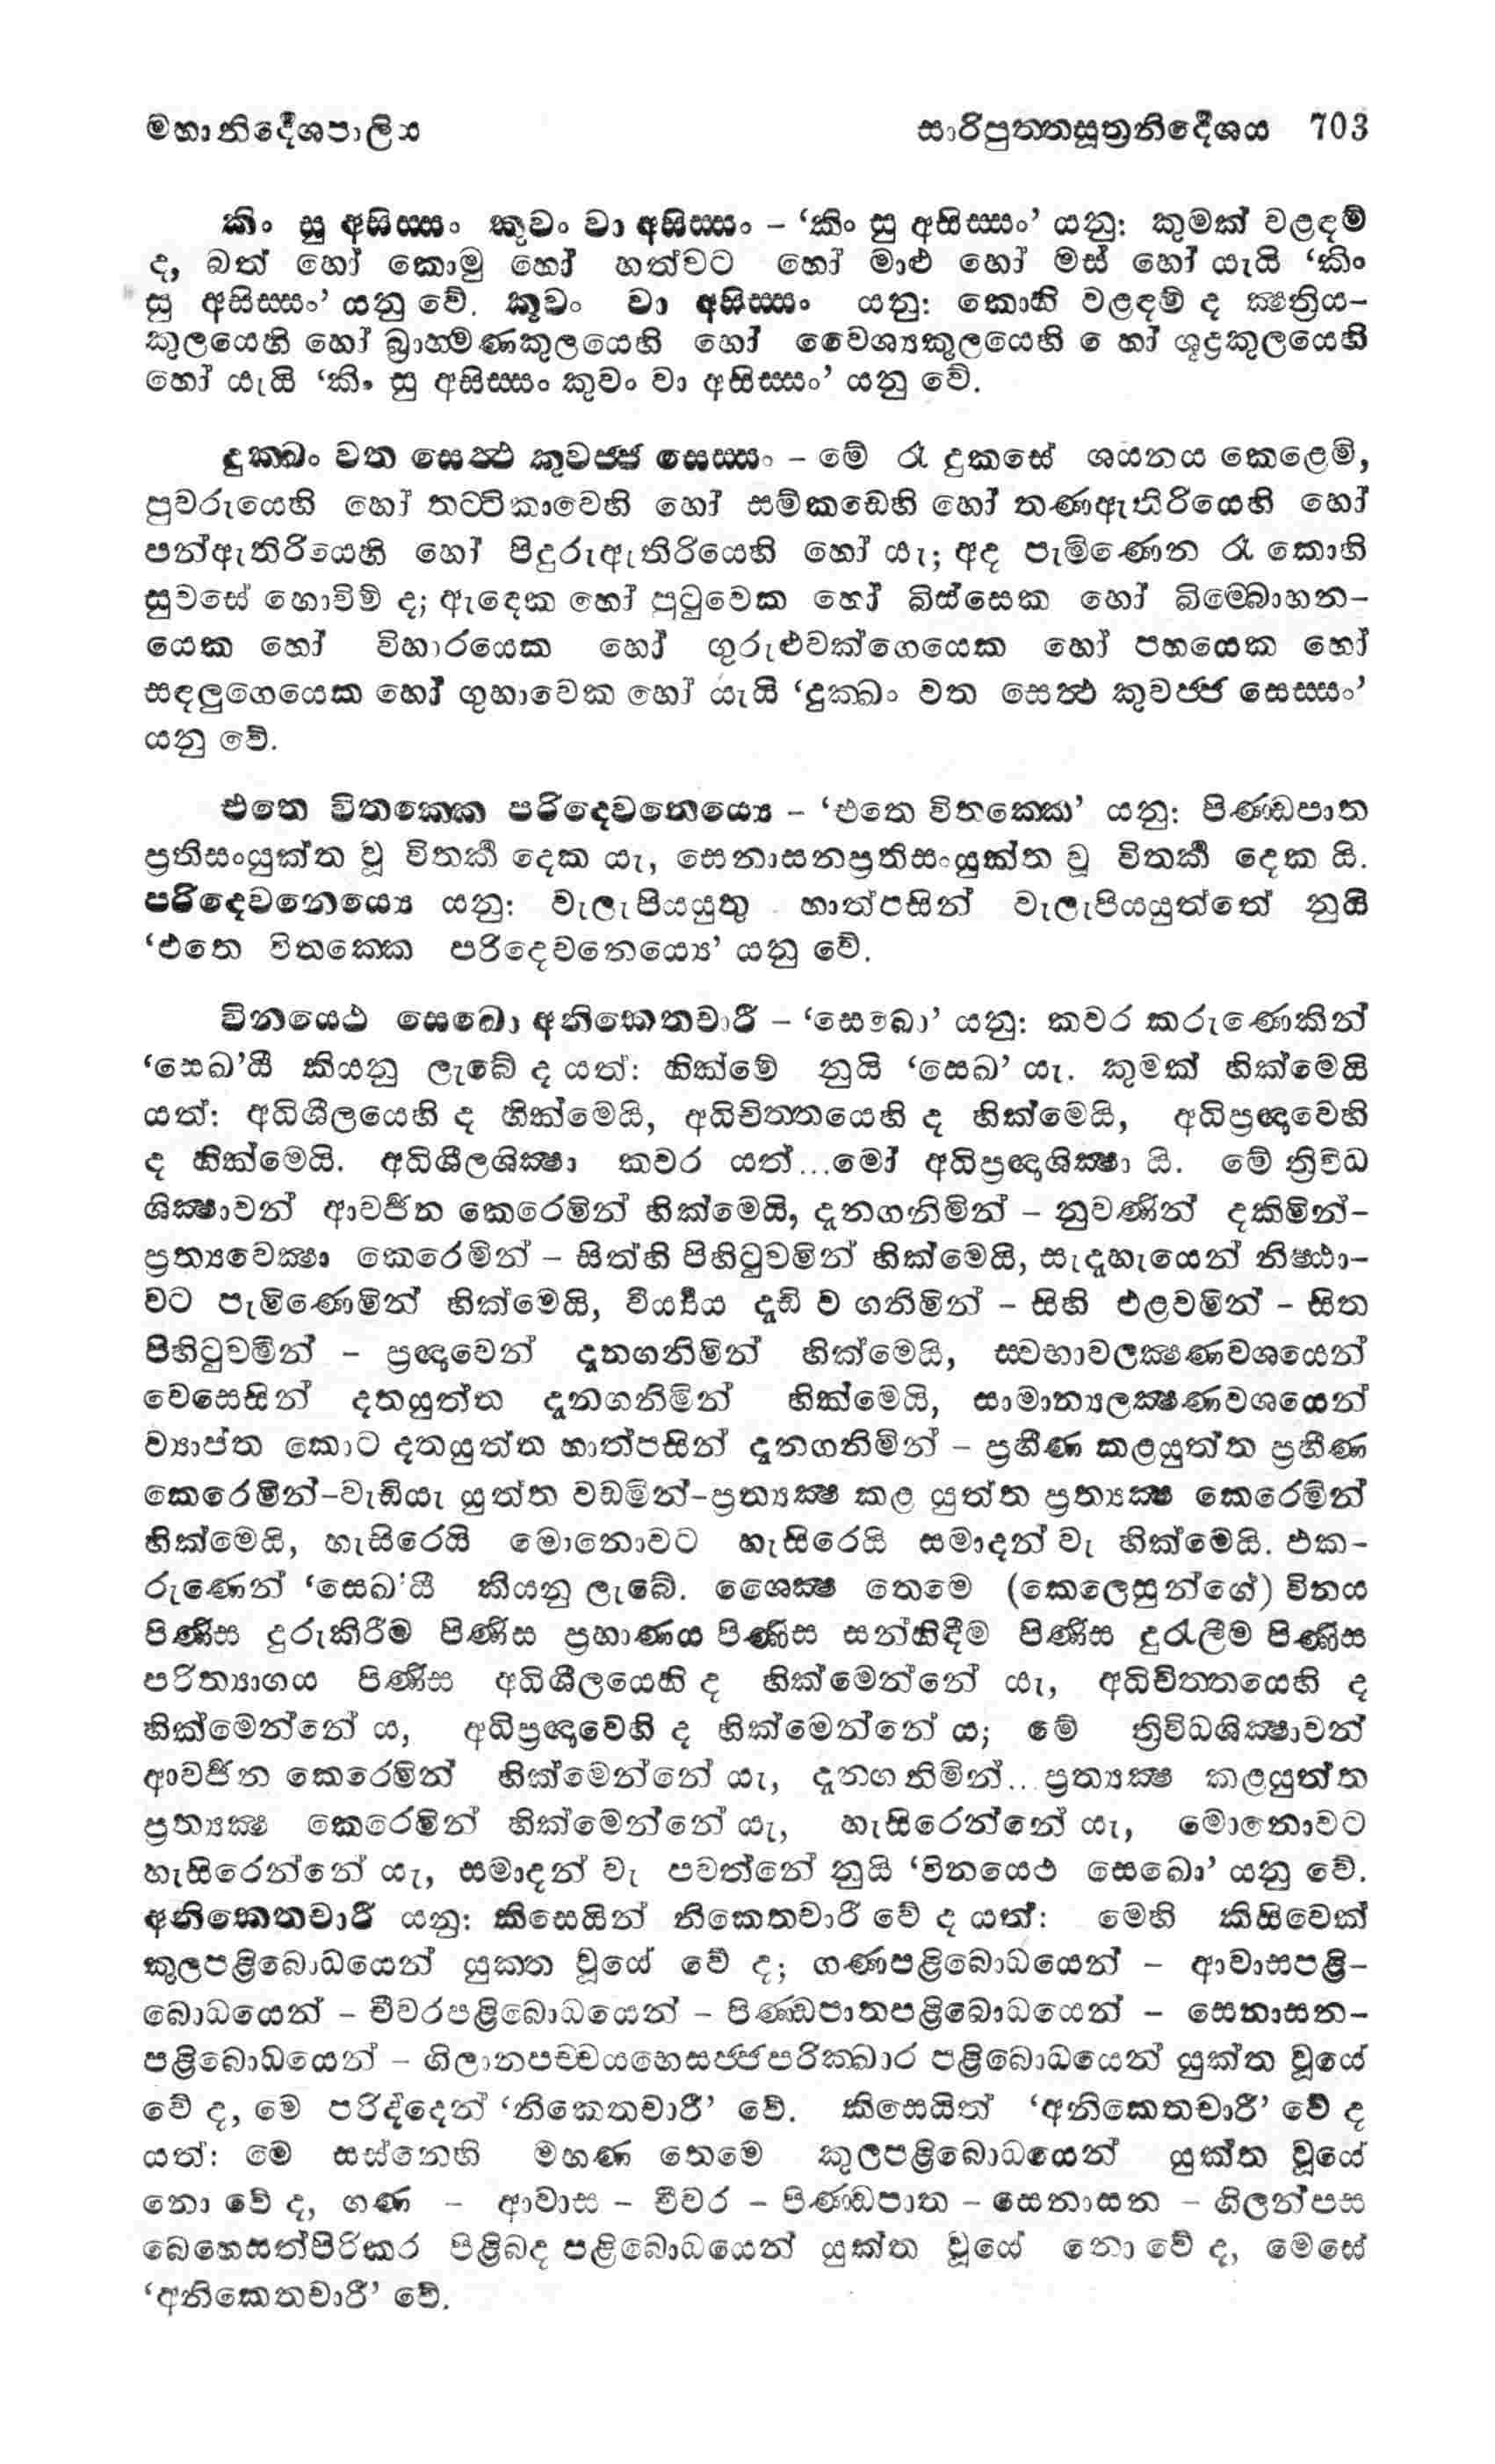 මහානිර්දේශපාලිය සාරිපුත්තසූත්‍රනිර්දේශය 703
කිං සු අසිස්සං කුවං වා අසිස්සං – ‘කිං සු අසිස්සං’ යනු: කුමක් වළඳම්
ද, බත් හෝ කොමු හෝ හත්වට හෝ මාළු හෝ මස් හෝ යැයි ‘කිං
සු අසිස්සං’ යනු වේ. කුවං වා අසිස්සං යනු: කොහි වළඳම් ද ක්‍ෂත්‍රිය-
කුලයෙහි හෝ බ්‍රාහ්මණකුලයෙහි හෝ වෛශ්‍යකුලයෙහි හෝ ශූද්‍රකුලයෙහි
හෝ යැයි ‘කිං සු අසිස්සං කුවං වා අසිස්සං’ යනු වේ.
දුක්ඛං වත සෙත්‍ථ කුවජ්ජ සෙස්සං – මේ රෑ දුකසේ ශයනය කෙළෙමි,
පුවරුයෙහි හෝ තට්ටිකාවෙහි හෝ සම්කඩෙහි හෝ තණඇතිරියෙහි හෝ
පන්ඇතිරියෙහි හෝ පිදුරුඇතිරියෙහි හෝ යැ; අද පැමිණෙන රෑ කොහි
සුවසේ හොවිම් ද; ඇඳෙක හෝ පුටුවෙක හෝ බිස්සෙක හෝ බිම්බොහන-
යෙක හෝ විහාරයෙක හෝ ගුරුළුවක්ගෙයෙක හෝ පහයෙක හෝ
සඳලුගෙයෙක හෝ ගුහාවෙක හෝ යැයි ‘දුක්ඛං වත සෙත්‍ථ කුවජ්ජ සෙස්සං’
යනු වේ.
එතෙ විතක්කෙ පරිදෙවනෙය්‍යෙ – ‘එතෙ විතක්කෙ’ යනු: පිණ්ඩපාත
ප්‍රතිසංයුක්ත වූ විතර්ක දෙක යැ, සෙනාසනප්‍රතිසංයුක්ත වූ විතර්ක දෙක යි.
පරිදෙවනෙය්‍යෙ යනු: වැලැපියයුතු හාත්පසින් වැලැපියයුත්තේ නුයි
‘එතෙ විතක්කෙ පරිදෙවනෙය්‍යෙ’ යනු වේ.
විනයෙථ සෙඛො අනිකෙතචාරී – ‘සෙඛො’ යනු: කවර කරුණෙකින්
‘සෙඛ’යී කියනු ලැබේ ද යත්: හික්මේ නුයි ‘සෙඛ’ යැ. කුමක් හික්මෙයි
යත්: අධිශීලයෙහි ද හික්මෙයි, අධිචිත්තයෙහි ද හික්මෙයි, අධිප්‍රඥාවෙහි
ද හික්මෙයි. අධිශීලශික්‍ෂා කවර යත්...මෝ අධිප්‍රඥාශික්‍ෂා යි. මේ ත්‍රිවිධ
ශික්‍ෂාවන් ආවර්ජිත කෙරෙමින් හික්මෙයි, දැනගනිමින් – නුවණින් දකිමින්-
ප්‍රත්‍යවෙක්‍ෂා කෙරෙමින් – සිත්හි පිහිටුවමින් හික්මෙයි, සැදැහැයෙන් නිෂ්ඨා-
වට පැමිණෙමින් හික්මෙයි, වීර්‍ය්‍යය දැඩි ව ගනිමින් – සිහි එළවමින් – සිත
පිහිටුවමින් – ප්‍රඥාවෙන් දැනගනිමින් හික්මෙයි, ස්වභාවලක්‍ෂණවශයෙන්
වෙසෙසින් දතයුත්ත දැනගනිමින් හික්මෙයි, සාමාන්‍යලක්‍ෂණවශයෙන්
ව්‍යාප්ත කොට දතයුත්ත හාත්පසින් දැනගනිමින් – ප්‍රහීණ කළයුත්ත ප්‍රහීණ
කෙරෙමින්-වැඩියැ යුත්ත වඩමින්-ප්‍රත්‍යක්‍ෂ කළ යුත්ත ප්‍රත්‍යක්‍ෂ කෙරෙමින්
හික්මෙයි, හැසිරෙයි මොනොවට හැසිරෙයි සමාදන් වැ හික්මෙයි. එක-
රුණෙන් ‘සෙඛ’යී කියනු ලැබේ. ශෛක්‍ෂ තෙමෙ (කෙලෙසුන්ගේ) විනය
පිණිස දුරුකිරීම පිණිස ප්‍රහාණය පිණිස සන්හිඳීම පිණිස දුරැලීම පිණිස
පරිත්‍යාගය පිණිස අධිශීලයෙහි ද හික්මෙන්නේ යැ, අධිචිත්තයෙහි ද
හික්මෙන්නේ ය, අධිප්‍රඥාවෙහි ද හික්මෙන්නේ ය; මේ ත්‍රිවිධශික්‍ෂාවන්
ආවර්ජිත කෙරෙමින් හික්මෙන්නේ යැ, දැනගනිමින්... ප්‍රත්‍යක්‍ෂ කළයුත්ත
ප්‍රත්‍යක්‍ෂ කෙරෙමින් හික්මෙන්නේ යැ, හැසිරෙන්නේ යැ, මොනොවට
හැසිරෙන්නේ යැ, සමාදන් වැ පවත්නේ නුයි ‘විනයෙථ සෙඛො’ යනු වේ.
අනිකෙතචාරී යනු: කිසෙයින් නිකෙතචාරී වේ ද යත්: මෙහි කිසිවෙක්
කුලපළිබොධයෙන් යුක්ත වූයේ වේ ද; ගණපළිබොධයෙන් – ආවාසපළි-
බොධයෙන් – චීවරපළිබොධයෙන් – පිණ්ඩපාතපළිබොධයෙන් – සෙනාසන-
පළිබොධයෙන් – ගිලානපච්චයභෙසජ්ජපරික්ඛාර පළිබොධයෙන් යුක්ත වූයේ
වේ ද, මෙ පරිද්දෙන් ‘නිකෙතචාරී’ වේ. කිසෙයින් ‘අනිකෙතචාරී’ වේ ද
යත්: මෙ සස්නෙහි මහණ තෙමෙ කුලපළිබොධයෙන් යුක්ත වූයේ
නො වේ ද, ගණ – ආවාස – චීවර – පිණ්ඩපාත – සෙනාසන – ගිලන්පස
බෙහෙසත්පිරිකර පිළිබඳ පළිබොධයෙන් යුක්ත වූයේ නො වේ ද, මෙසේ
‘අනිකෙතචාරී’ වේ.